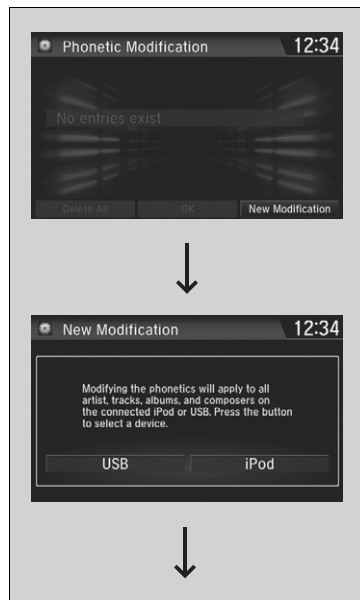 Phonetic Modification 12:34
No entries exist
Delete All OK New Modification
New Modification 12:34
Modifying the phonetics will apply to all
artist, tracks, albums, and composers on
the connected iPod or USB. Press the button
to select a device.
USB iPod